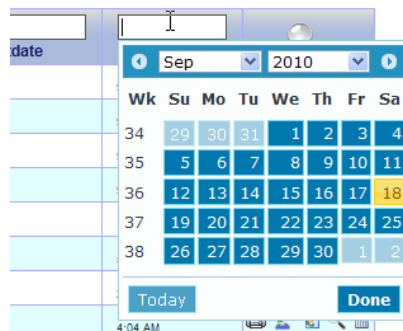 date
Sep 2010
Wk Su Mo Tu We Th Fr Sa
34 29 30 31 1 2 3 4
35 5 6 7 8 9 10 11
36 12 13 14 15 16 17 18
37 19 20 21 22 23 24 25
38 26 27 28 29 30 1 2
Today Done
4:04 AM